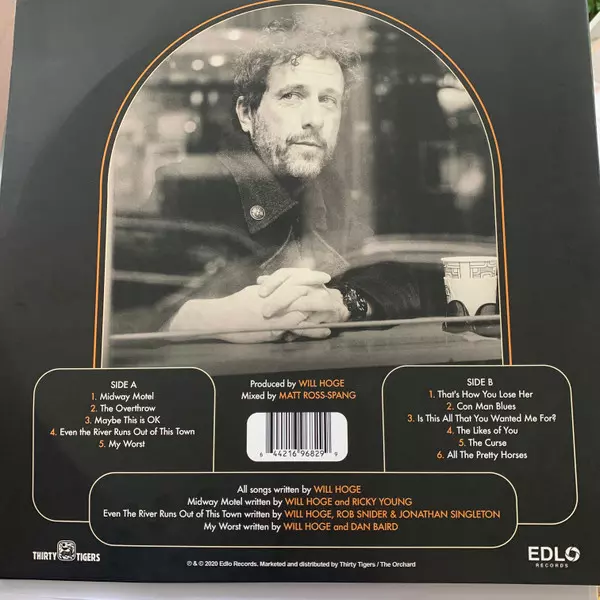 SIDE A
1. Midway Motel
2. The Overthrow
3. Maybe This is OK
4. Even the River Runs Out of This Town
5. My Worst
Produced by WILL HOGE
Mixed by MATT ROSS-SPANG
6 44216 96829 9
SIDE B
1. That's How You Lose Her
2. Con Man Blues
3. Is This All That You Wanted Me For?
4. The Likes of You
5. The Curse
6. All The Pretty Horses
All songs written by WILL HOGE
Midway Motel written by WILL HOGE and RICKY YOUNG
Even The River Runs Out of This Town written by WILL HOGE, ROB SNIDER & JONATHAN SINGLETON
My Worst written by WILL HOGE and DAN BAIRD
THIRTY TIGERS
℗ & © 2020 Edlo Records. Marketed and distributed by Thirty Tigers / The Orchard
EDLO
RECORDS